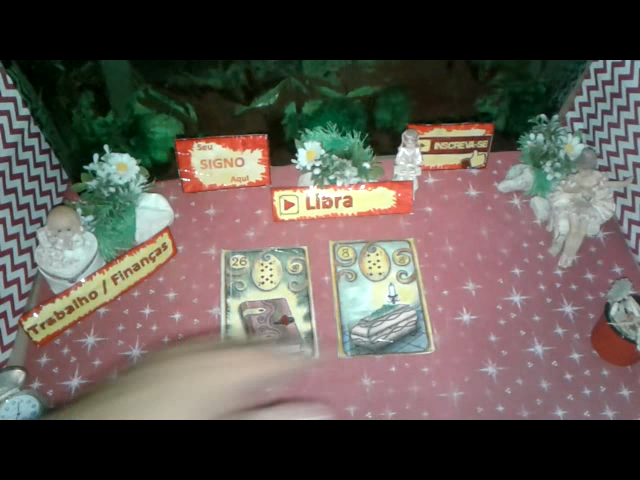 Seu
SIGNO
Aqui
INSCREVA-SE
Libra
Trabalho / Finanças
26
8